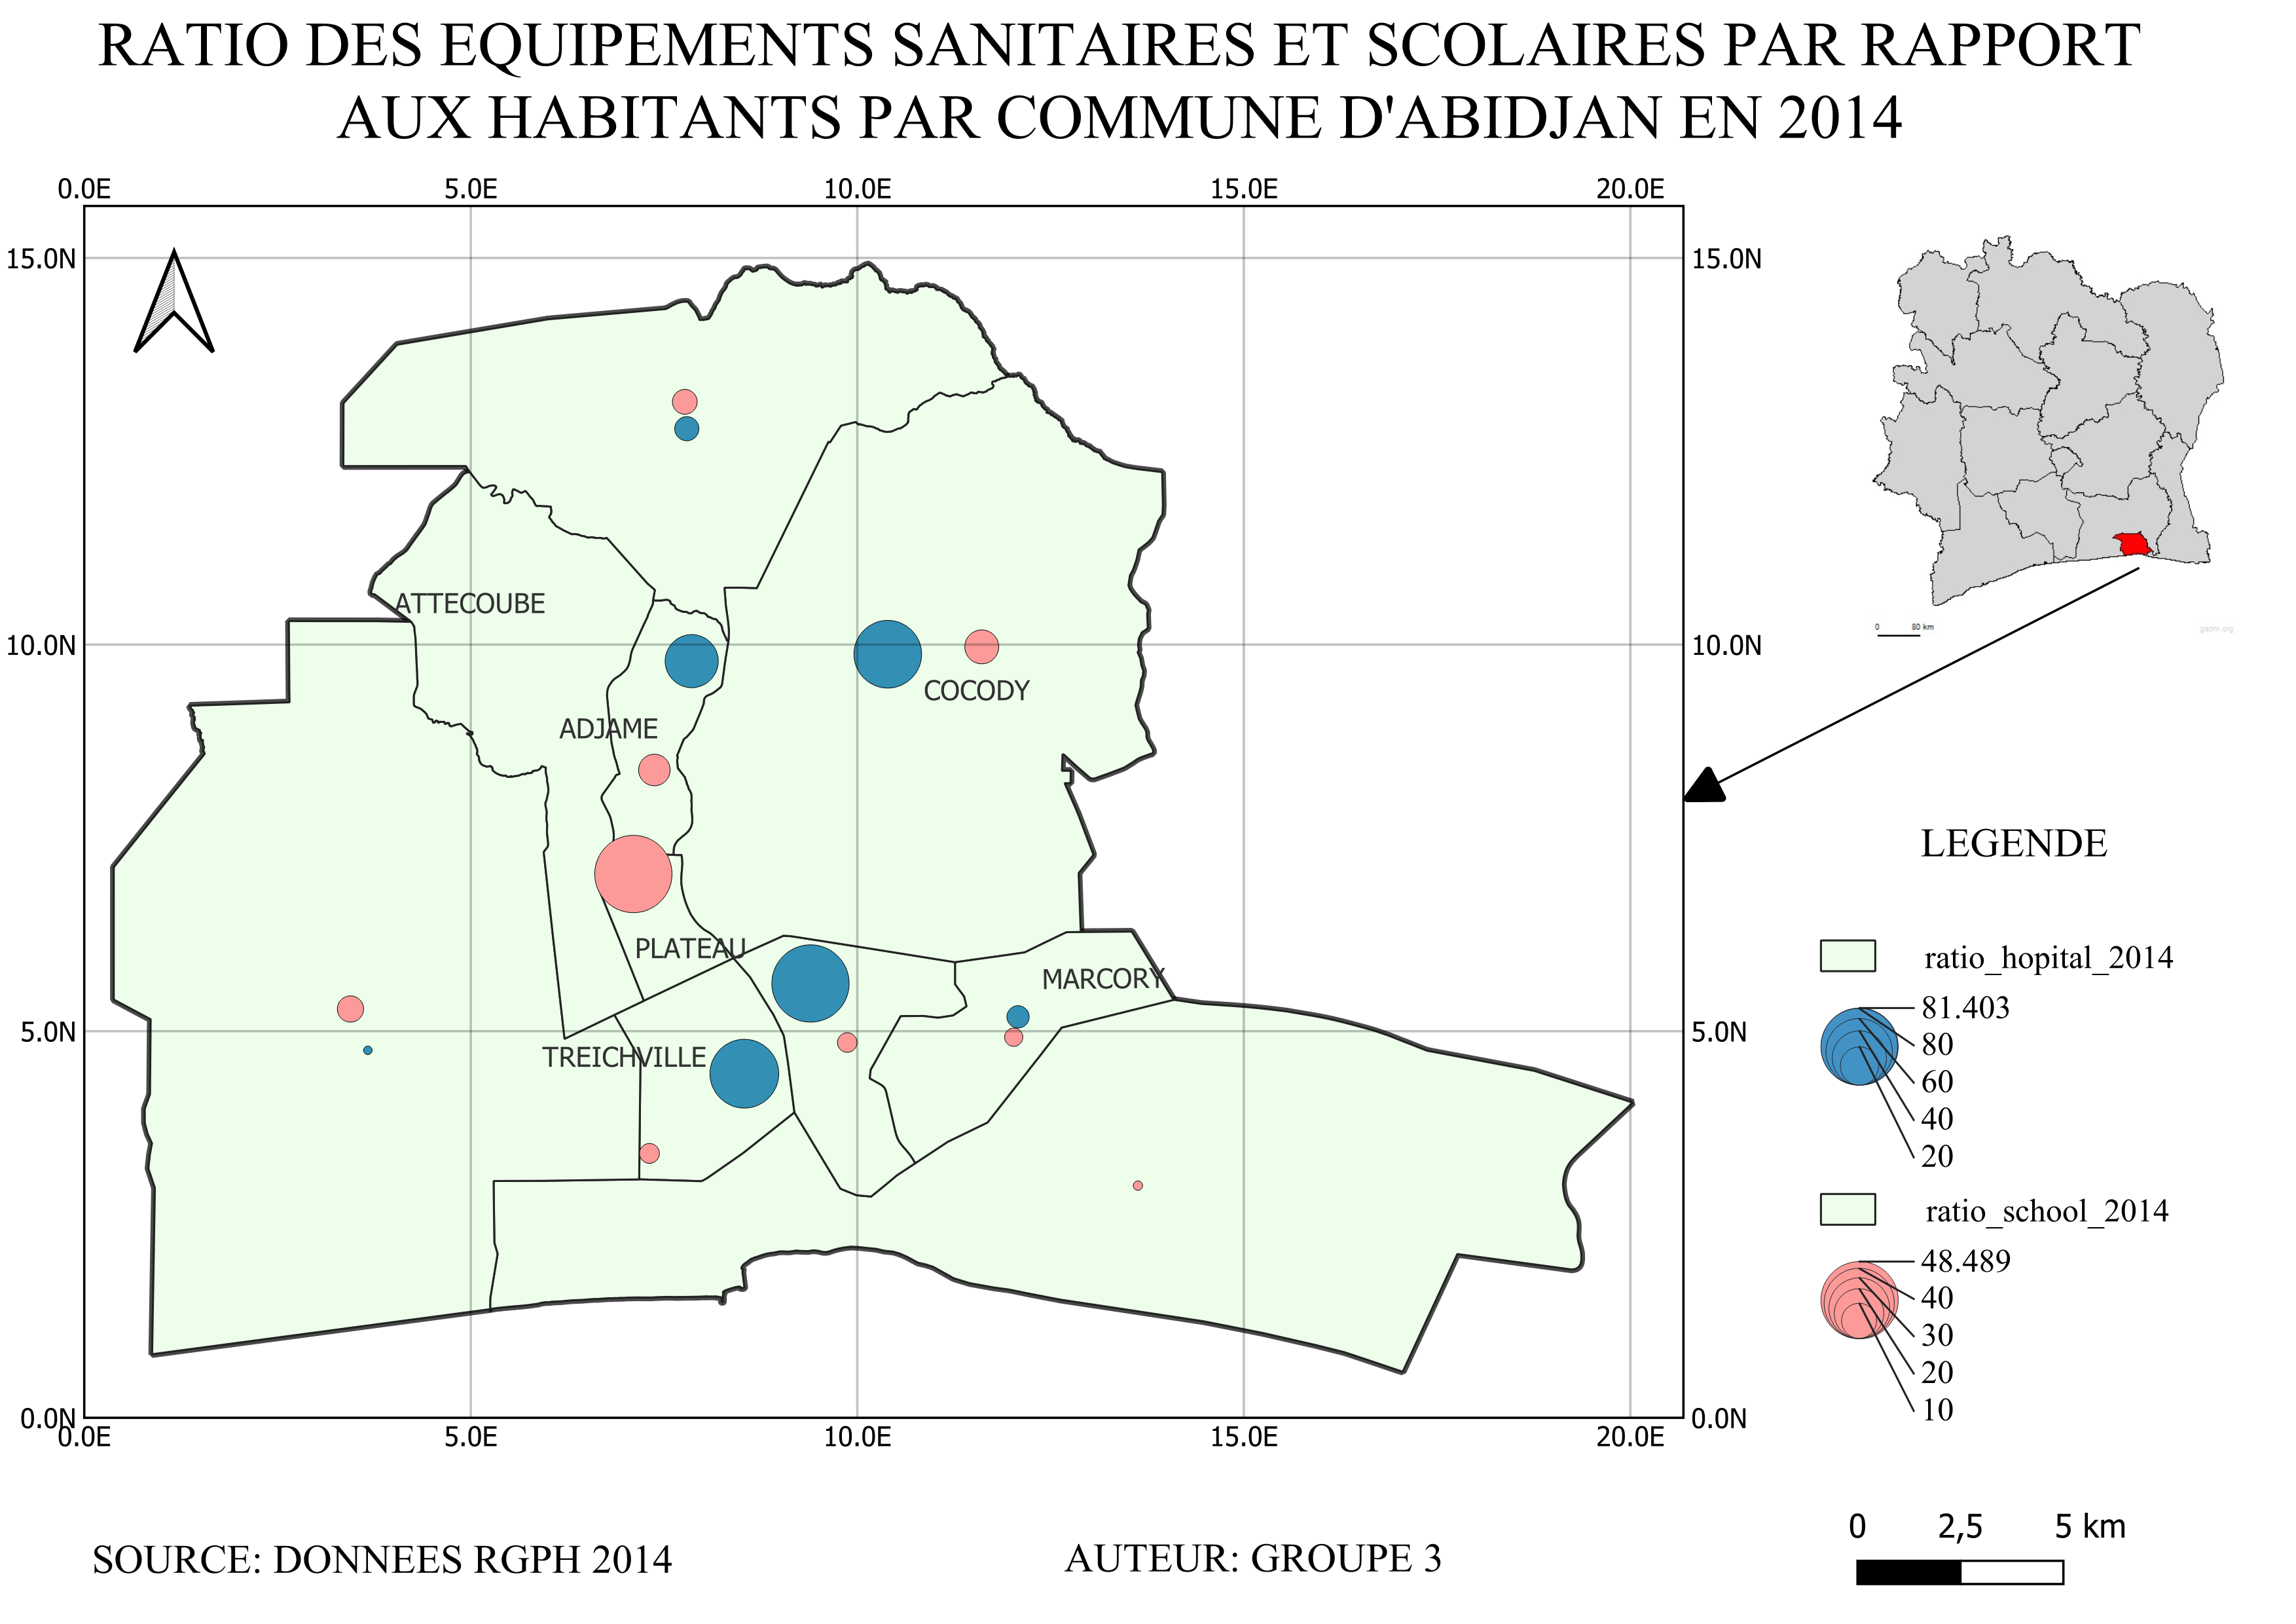 RATIO DES EQUIPEMENTS SANITAIRES ET SCOLAIRES PAR RAPPORT
AUX HABITANTS PAR COMMUNE D'ABIDJAN EN 2014
0.0E 5.0E 10.0E 15.0E 20.0E
15.0N 15.0N
ATTECOUBE
10.0N 10.0N
COCODY
ADJAME
PLATEAU
MARCORY
5.0N 5.0N
TREICHVILLE
0.0N 0.0N
0.0E 5.0E 10.0E 15.0E 20.0E
0 80 km
gadm.org
LEGENDE
ratio_hopital_2014
81.403
80
60
40
20
ratio_school_2014
48.489
40
30
20
10
0 2,5 5 km
SOURCE: DONNEES RGPH 2014
AUTEUR: GROUPE 3